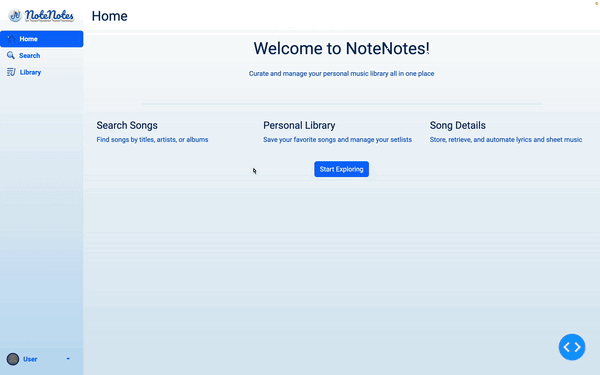 NoteNotes
Home
Home
Search
Library
Welcome to NoteNotes!
Curate and manage your personal music library all in one place
Search Songs
Find songs by titles, artists, or albums
Personal Library
Save your favorite songs and manage your setlists
Song Details
Store, retrieve, and automate lyrics and sheet music
Start Exploring
User